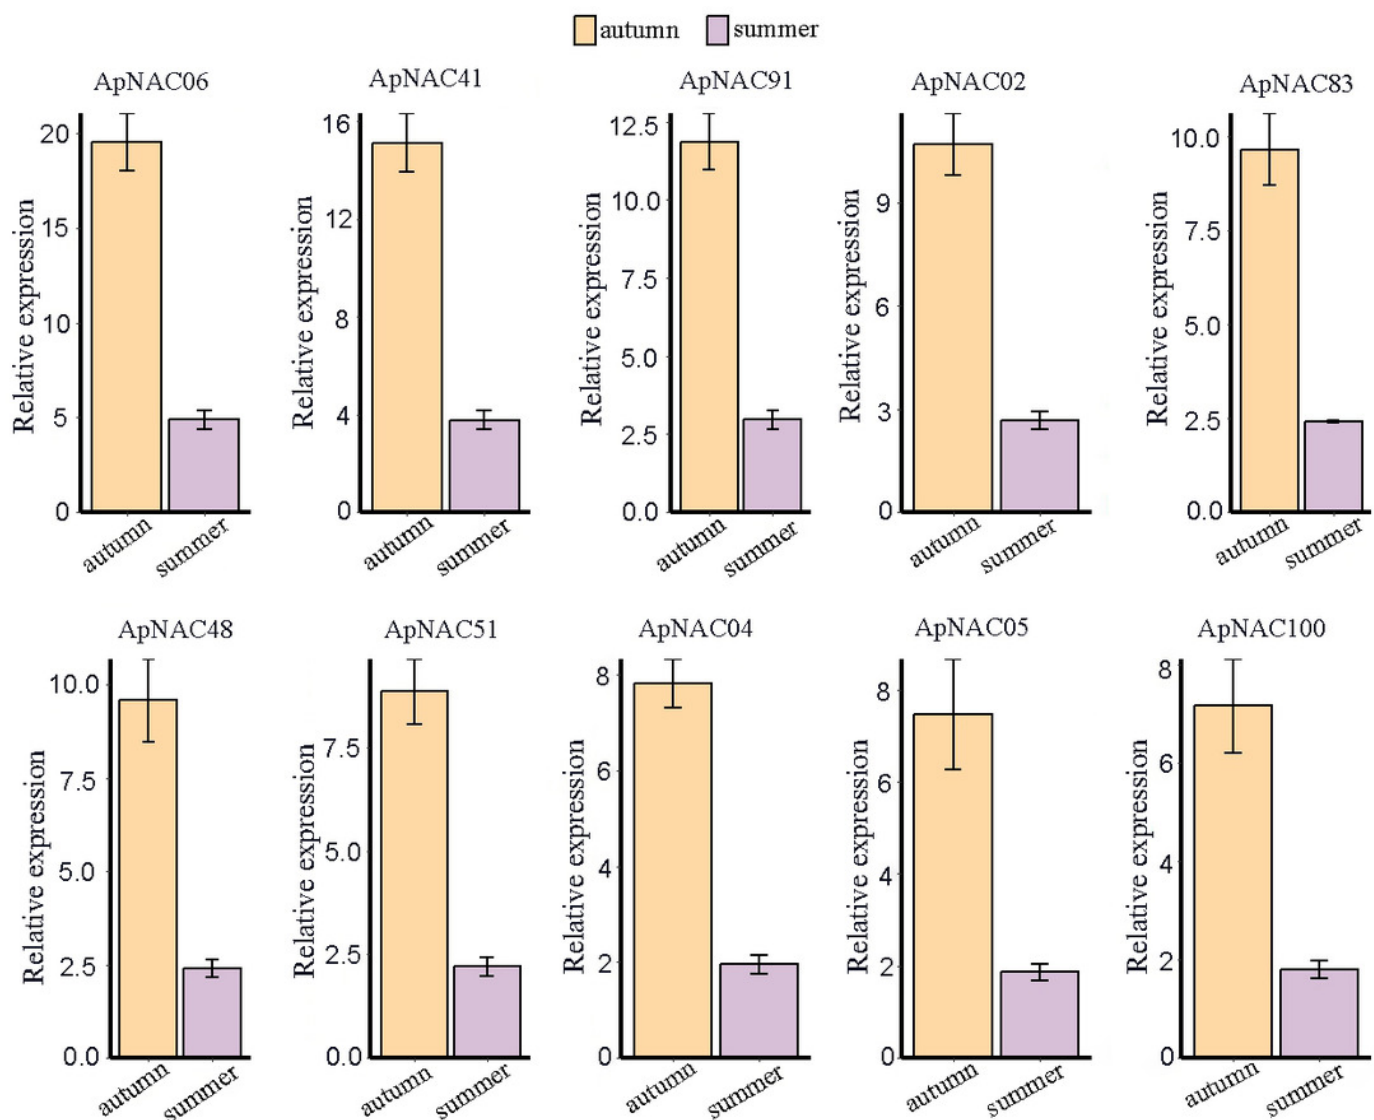 autumn summer
ApNAC06 ApNAC41 ApNAC91 ApNAC02 ApNAC83
Relative expression
20
15
10
5
0
autumn summer
Relative expression
16
12
8
4
0
autumn summer
Relative expression
12.5
10.0
7.5
5.0
2.5
0.0
autumn summer
Relative expression
9
6
3
0
autumn summer
Relative expression
10.0
7.5
5.0
2.5
0.0
autumn summer
ApNAC48 ApNAC51 ApNAC04 ApNAC05 ApNAC100
Relative expression
10.0
7.5
5.0
2.5
0.0
autumn summer
Relative expression
7.5
5.0
2.5
0.0
autumn summer
Relative expression
8
6
4
2
0
autumn summer
Relative expression
8
6
4
2
0
autumn summer
Relative expression
8
6
4
2
0
autumn summer